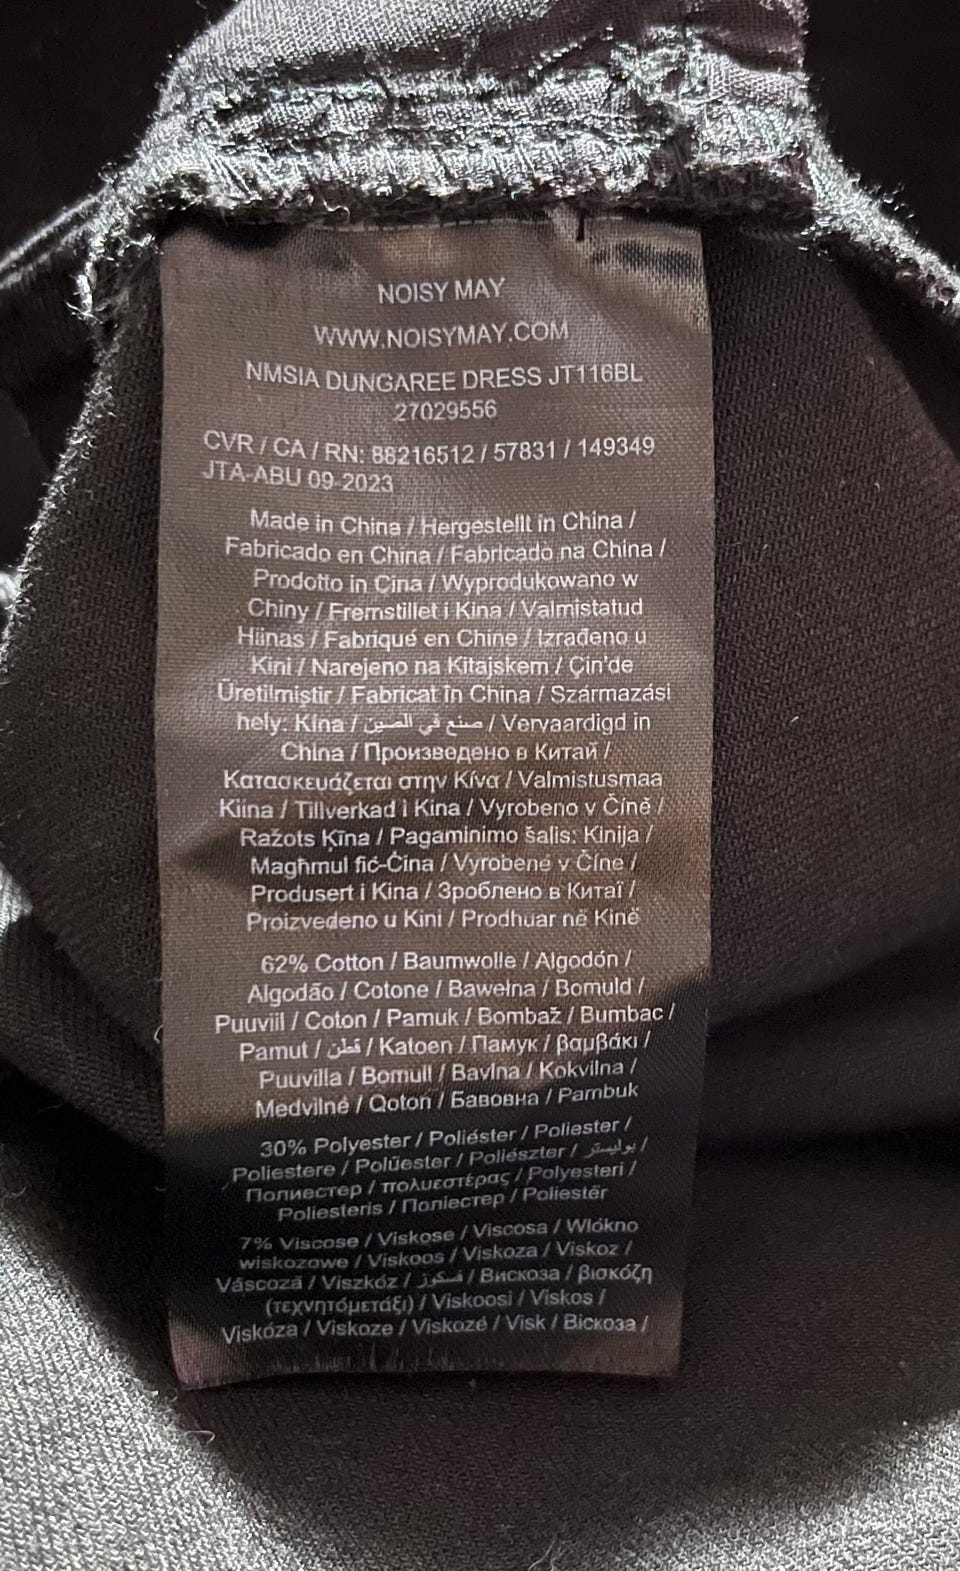 NOISY MAY
WWW.NOISYMAY.COM
NMSIA DUNGAREE DRESS JT116BL
27029556
CVR / CA / RN: 88216512 / 57831 / 149349
JTA-ABU 09-2023
Made in China / Hergestellt in China /
Fabricado en China / Fabricado na China /
Prodotto in Cina / Wyprodukowano w
Chiny / Fremstillet i Kina / Valmistatud
Hiinas / Fabriqué en Chine / Izrađeno u
Kini / Narejeno na Kitajskem / Çin'de
Üretilmiştir / Fabricat în China / Származási
hely: Kína / صنع في الصين / Vervaardigd in
China / Произведено в Китай /
Κατασκευάζεται στην Κίνα / Valmistusmaa
Kiina / Tillverkad i Kina / Vyrobeno v Číně /
Ražots Ķīna / Pagaminimo šalis: Kinija /
Magħmul fiċ-Ċina / Vyrobené v Číne /
Produsert i Kina / Зроблено в Китаї /
Proizvedeno u Kini / Prodhuar në Kinë
62% Cotton / Baumwolle / Algodón /
Algodão / Cotone / Bawełna / Bomuld /
Puuviil / Coton / Pamuk / Bombaž / Bumbac /
Pamut / قطن / Katoen / Памук / βαμβάκι /
Puuvilla / Bomull / Bavlna / Kokvilna /
Medvilnė / Qoton / Бавовна / Pambuk
30% Polyester / Poliéster / Poliester /
Poliestere / Polüester / Poliészter / بوليستر /
Полиестер / πολυεστέρας / Polyesteri /
Poliesteris / Поліестер / Poliestër
7% Viscose / Viskose / Viscosa / Włókno
wiskozowe / Viskoos / Viskoza / Viskoz /
Vâscoză / Viszkóz / فسكوز / Вискоза / βισκόζη
(τεχνητόμετάξι) / Viskoosi / Viskos /
Viskóza / Viskoze / Viskozė / Visk / Віскоза /